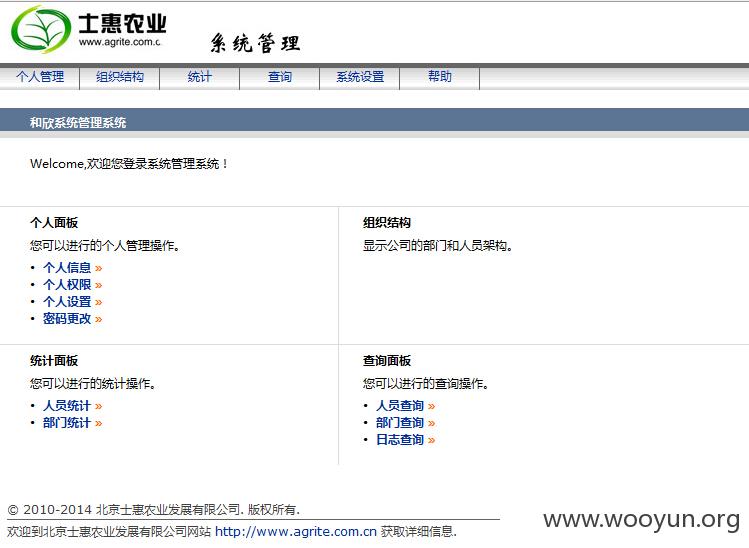 士惠农业
www.agrite.com.c
系统管理
个人管理 组织结构 统计 查询 系统设置 帮助
和欣系统管理系统
Welcome,欢迎您登录系统管理系统！
个人面板
您可以进行的个人管理操作。
• 个人信息 »
• 个人权限 »
• 个人设置 »
• 密码更改 »
组织结构
显示公司的部门和人员架构。
统计面板
您可以进行的统计操作。
• 人员统计 »
• 部门统计 »
查询面板
您可以进行的查询操作。
• 人员查询 »
• 部门查询 »
• 日志查询 »
© 2010-2014 北京士惠农业发展有限公司. 版权所有.
欢迎到北京士惠农业发展有限公司网站 http://www.agrite.com.cn 获取详细信息.
www.wooyun.org